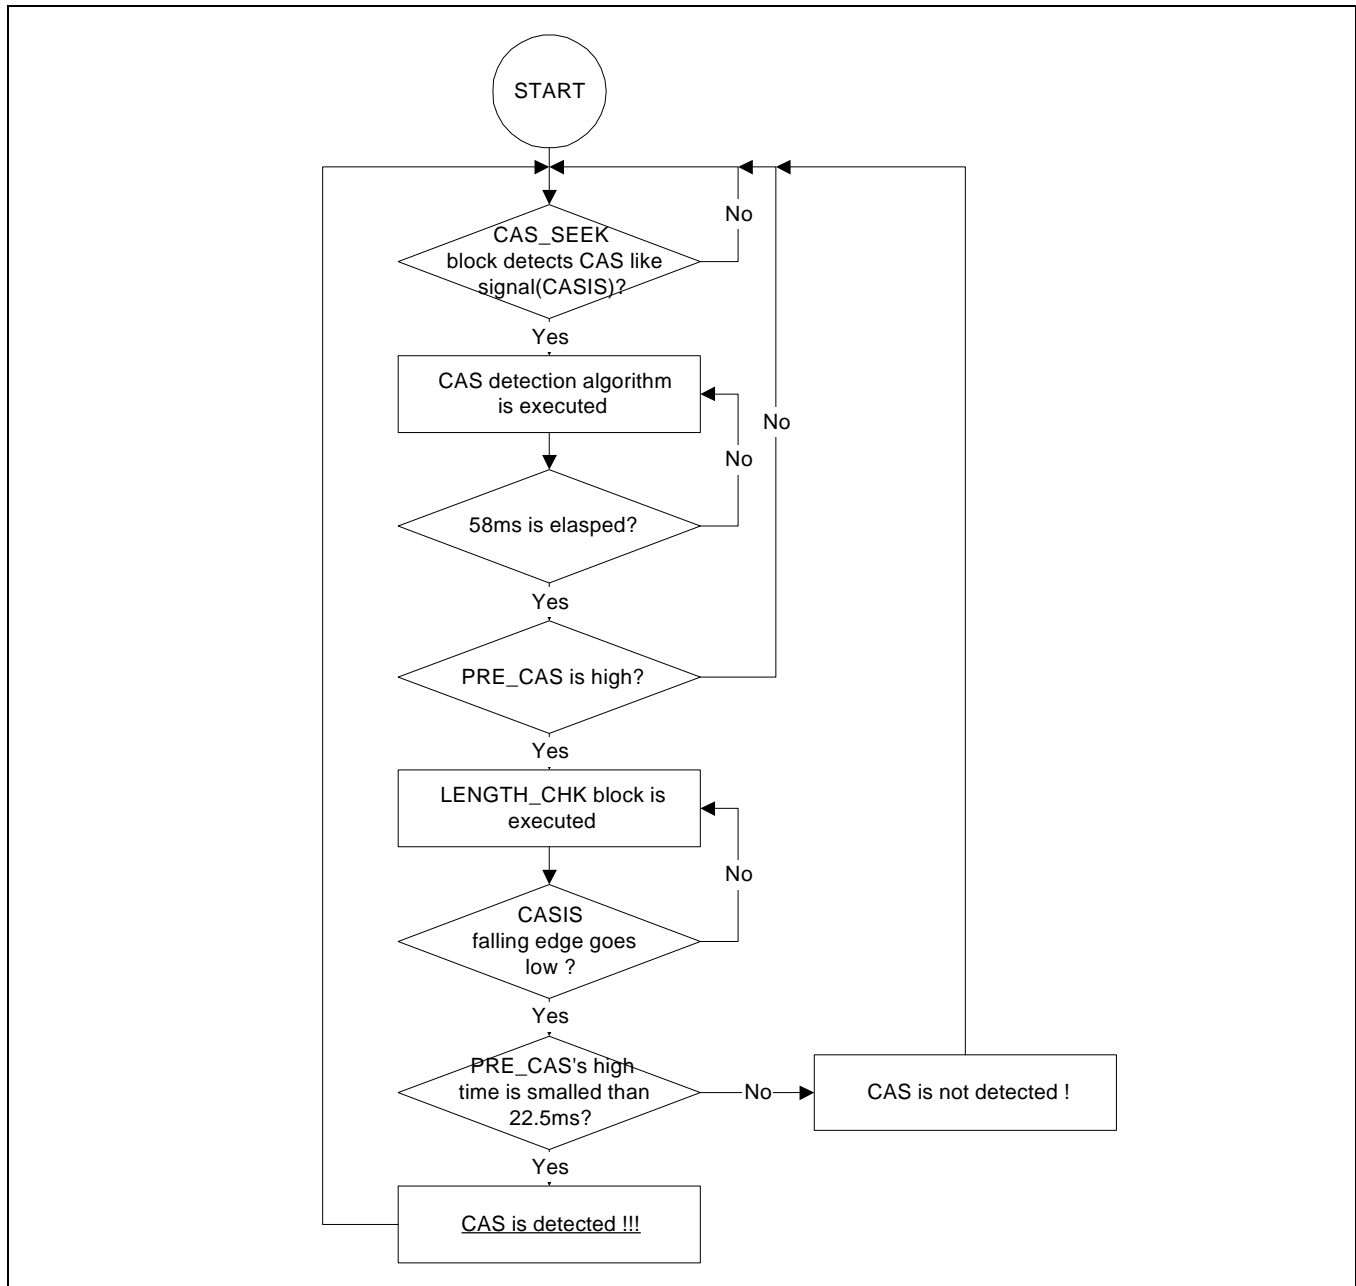 START
No
CAS_SEEK
block detects CAS like
signal(CASIS)?
Yes
CAS detection algorithm
is executed
No
No
58ms is elasped?
Yes
PRE_CAS is high?
Yes
LENGTH_CHK block is
executed
No
CASIS
falling edge goes
low ?
Yes
PRE_CAS's high
time is smalled than
22.5ms?
No
CAS is not detected !
Yes
CAS is detected !!!